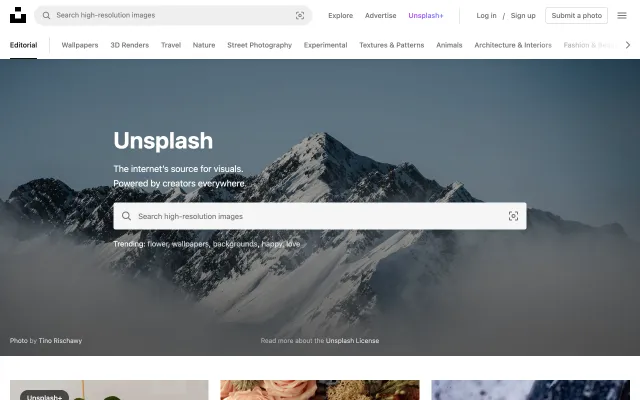 Search high-resolution images
Explore
Advertise
Unsplash+
Log in / Sign up
Submit a photo
Editorial
Wallpapers
3D Renders
Travel
Nature
Street Photography
Experimental
Textures & Patterns
Animals
Architecture & Interiors
Fashion &
Unsplash
The internet's source for visuals.
Powered by creators everywhere.
Search high-resolution images
Trending: flower, wallpapers, backgrounds, happy, love
Photo by Tino Rischawy
Read more about the Unsplash License
Unsplash+